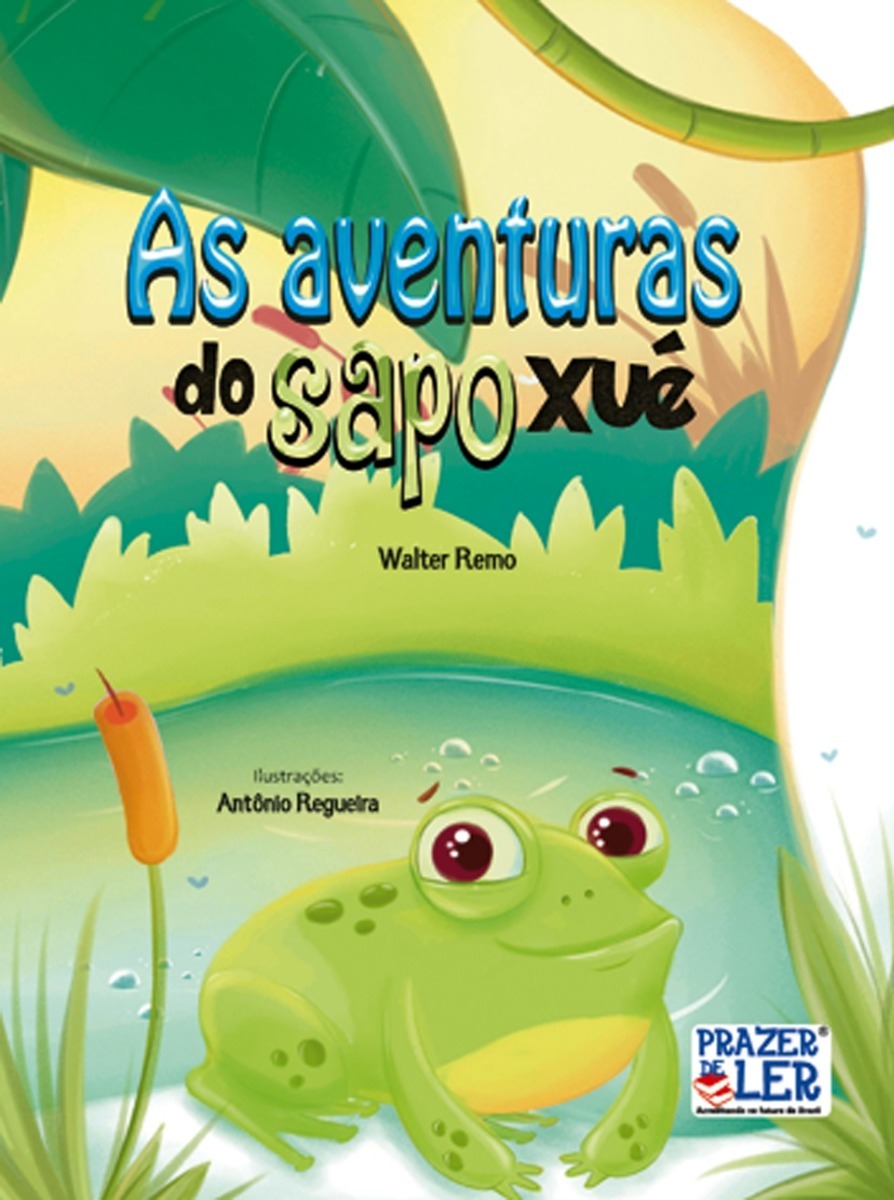 As aventuras
do sapo xué
Walter Remo
Ilustrações:
Antônio Regueira
PRAZER®
DE LER
Acreditando no futuro do Brasil